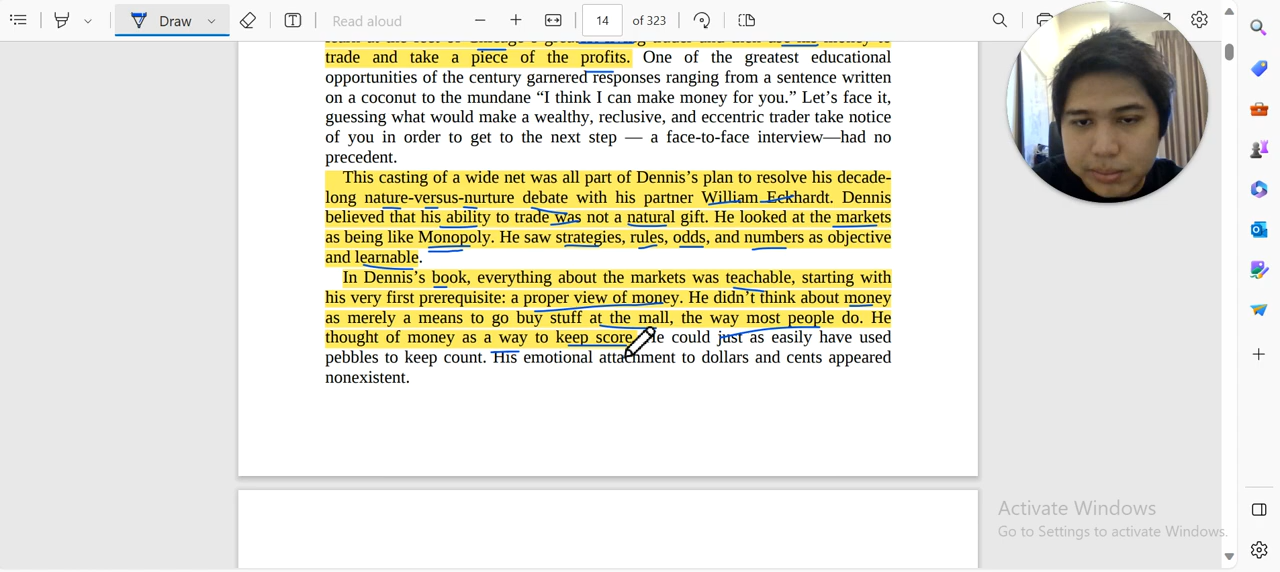 Draw
Read aloud
14
of 323
trade and take a piece of the profits. One of the greatest educational
opportunities of the century garnered responses ranging from a sentence written
on a coconut to the mundane “I think I can make money for you.” Let’s face it,
guessing what would make a wealthy, reclusive, and eccentric trader take notice
of you in order to get to the next step — a face-to-face interview—had no
precedent.
This casting of a wide net was all part of Dennis’s plan to resolve his decade-
long nature-versus-nurture debate with his partner William Eckhardt. Dennis
believed that his ability to trade was not a natural gift. He looked at the markets
as being like Monopoly. He saw strategies, rules, odds, and numbers as objective
and learnable.
In Dennis’s book, everything about the markets was teachable, starting with
his very first prerequisite: a proper view of money. He didn’t think about money
as merely a means to go buy stuff at the mall, the way most people do. He
thought of money as a way to keep score. He could just as easily have used
pebbles to keep count. His emotional attachment to dollars and cents appeared
nonexistent.
Activate Windows
Go to Settings to activate Windows.